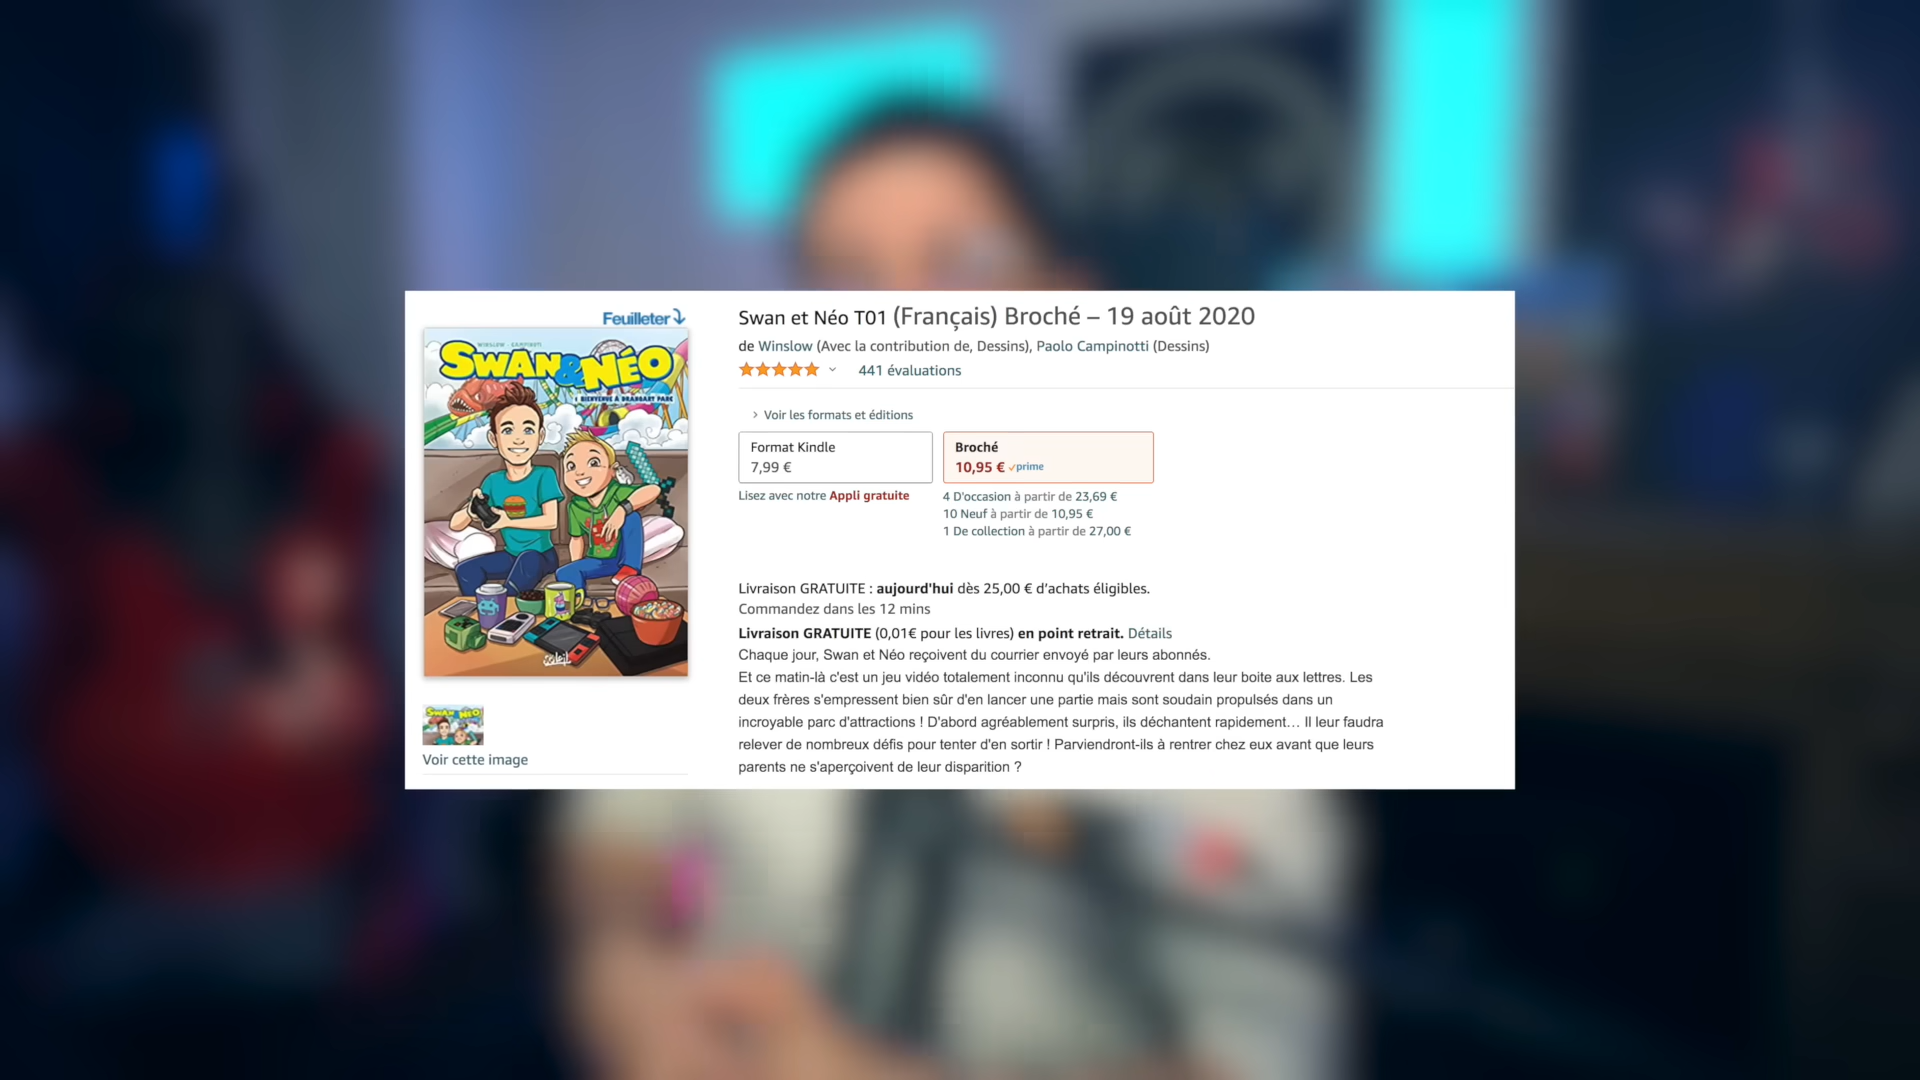 Feuilleter
WINSLOW - CAMPINOTI
SWAN & NÉO
1 BIENVENUE À BRAGGART PARC
soleil
Voir cette image
Swan et Néo T01 (Français) Broché – 19 août 2020
de Winslow (Avec la contribution de, Dessins), Paolo Campinotti (Dessins)
441 évaluations
Voir les formats et éditions
Format Kindle
7,99 €
Lisez avec notre Appli gratuite
Broché
10,95 € prime
4 D'occasion à partir de 23,69 €
10 Neuf à partir de 10,95 €
1 De collection à partir de 27,00 €
Livraison GRATUITE : aujourd'hui dès 25,00 € d’achats éligibles.
Commandez dans les 12 mins
Livraison GRATUITE (0,01€ pour les livres) en point retrait. Détails
Chaque jour, Swan et Néo reçoivent du courrier envoyé par leurs abonnés.
Et ce matin-là c'est un jeu vidéo totalement inconnu qu'ils découvrent dans leur boite aux lettres. Les
deux frères s'empressent bien sûr d'en lancer une partie mais sont soudain propulsés dans un
incroyable parc d'attractions ! D'abord agréablement surpris, ils déchantent rapidement… Il leur faudra
relever de nombreux défis pour tenter d'en sortir ! Parviendront-ils à rentrer chez eux avant que leurs
parents ne s'aperçoivent de leur disparition ?